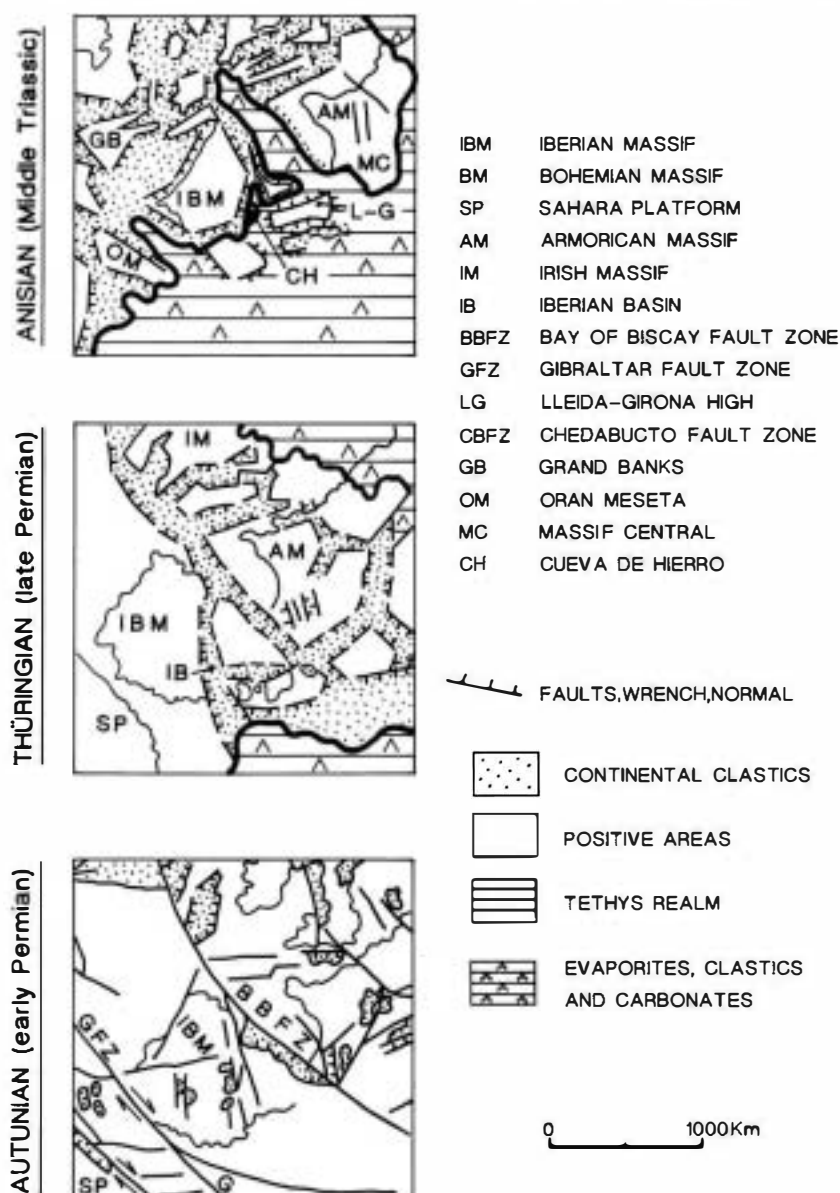 ANISIAN (Middle Triassic)
AM
GB
MC
IBM
L-G
OM
CH
THÜRINGIAN (late Permian)
IM
AM
IBM
IB
SP
AUTUNIAN (early Permian)
BBFZ
GFZ
IBM
SP
G
IBM IBERIAN MASSIF
BM BOHEMIAN MASSIF
SP SAHARA PLATFORM
AM ARMORICAN MASSIF
IM IRISH MASSIF
IB IBERIAN BASIN
BBFZ BAY OF BISCAY FAULT ZONE
GFZ GIBRALTAR FAULT ZONE
LG LLEIDA-GIRONA HIGH
CBFZ CHEDABUCTO FAULT ZONE
GB GRAND BANKS
OM ORAN MESETA
MC MASSIF CENTRAL
CH CUEVA DE HIERRO
FAULTS,WRENCH,NORMAL
CONTINENTAL CLASTICS
POSITIVE AREAS
TETHYS REALM
EVAPORITES, CLASTICS
AND CARBONATES
0 1000Km